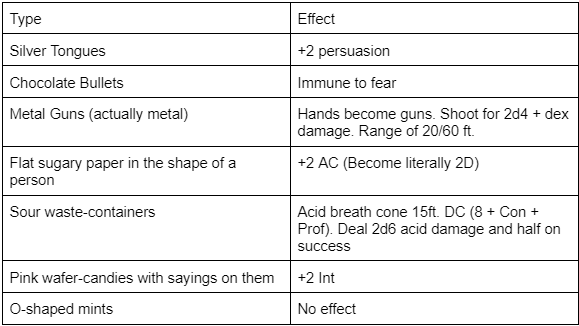 Type Effect
Silver Tongues +2 persuasion
Chocolate Bullets Immune to fear
Metal Guns (actually metal) Hands become guns. Shoot for 2d4 + dex
damage. Range of 20/60 ft.
Flat sugary paper in the shape of a +2 AC (Become literally 2D)
person
Sour waste-containers Acid breath cone 15ft. DC (8 + Con +
Prof). Deal 2d6 acid damage and half on
success
Pink wafer-candies with sayings on them +2 Int
O-shaped mints No effect